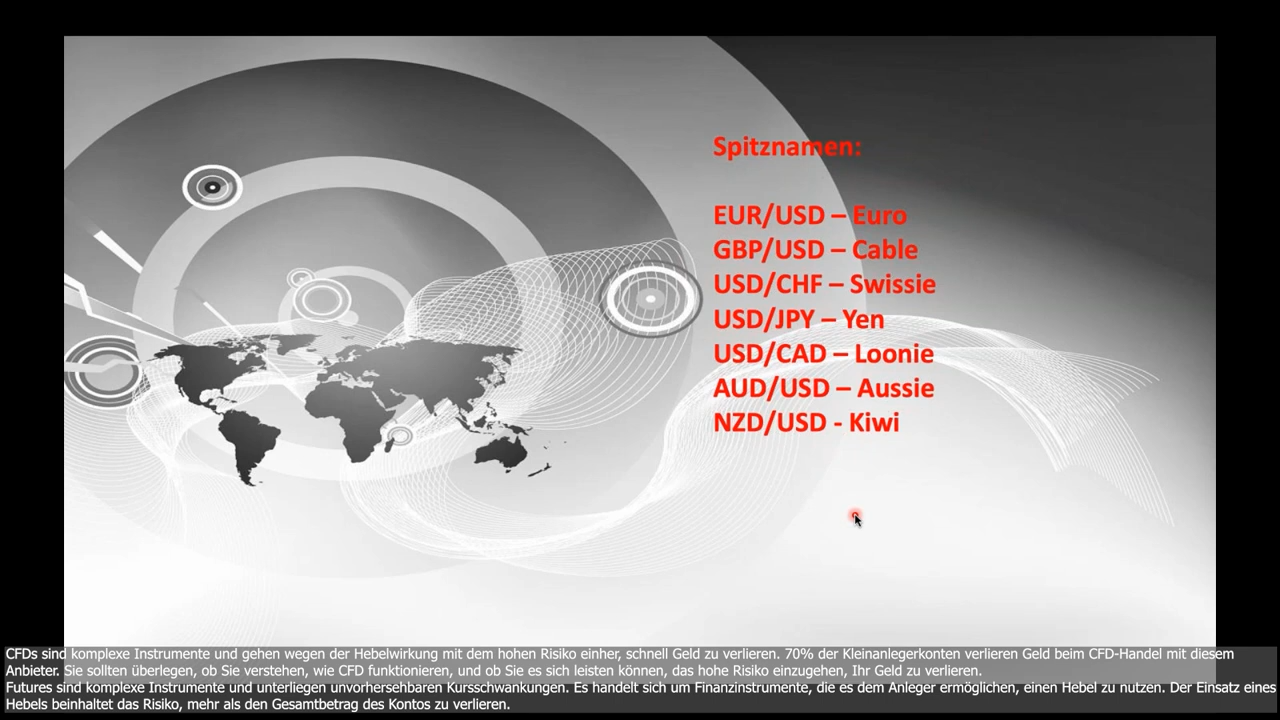 Spitznamen:
EUR/USD – Euro
GBP/USD – Cable
USD/CHF – Swissie
USD/JPY – Yen
USD/CAD – Loonie
AUD/USD – Aussie
NZD/USD - Kiwi
CFDs sind komplexe Instrumente und gehen wegen der Hebelwirkung mit dem hohen Risiko einher, schnell Geld zu verlieren. 70% der Kleinanlegerkonten verlieren Geld beim CFD-Handel mit diesem
Anbieter. Sie sollten überlegen, ob Sie verstehen, wie CFD funktionieren, und ob Sie es sich leisten können, das hohe Risiko einzugehen, Ihr Geld zu verlieren.
Futures sind komplexe Instrumente und unterliegen unvorhersehbaren Kursschwankungen. Es handelt sich um Finanzinstrumente, die es dem Anleger ermöglichen, einen Hebel zu nutzen. Der Einsatz eines
Hebels beinhaltet das Risiko, mehr als den Gesamtbetrag des Kontos zu verlieren.